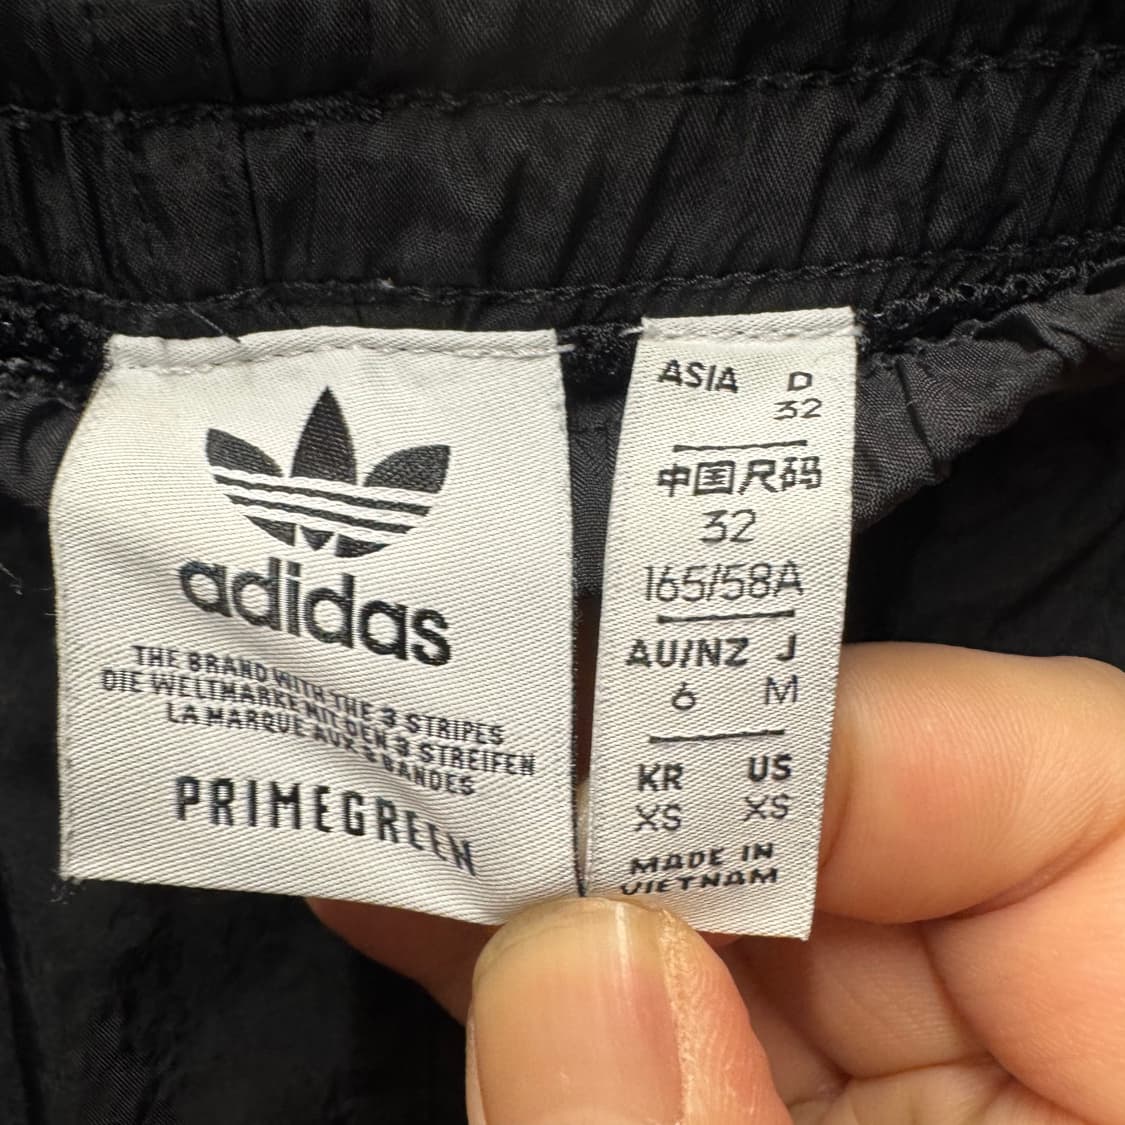 adidas
THE BRAND WITH THE 3 STRIPES
DIE WELTMARKE MIT DEN 3 STREIFEN
LA MARQUE AUX 3 BANDES
PRIMEGREEN
ASIA D
32
中国尺码
32
165/58A
AU/NZ J
6 M
KR US
XS XS
MADE IN
VIETNAM